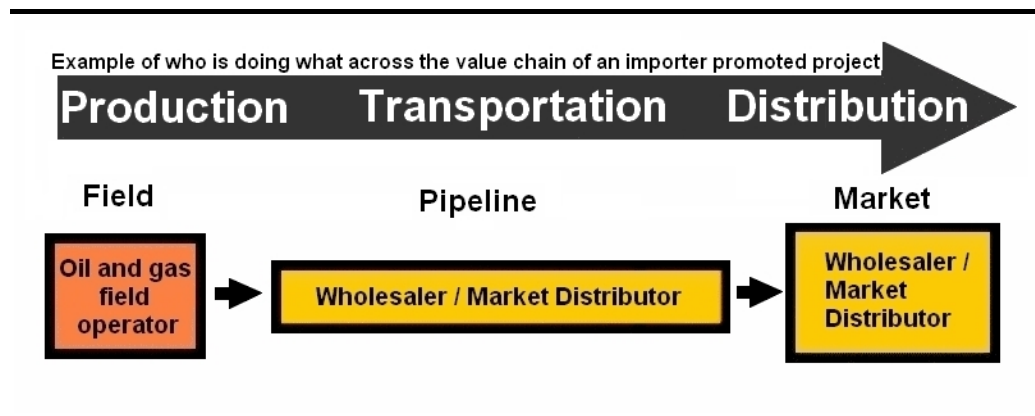 Example of who is doing what across the value chain of an importer promoted project
Production Transportation Distribution
Field Pipeline Market
Oil and gas
field
operator
Wholesaler / Market Distributor
Wholesaler /
Market
Distributor